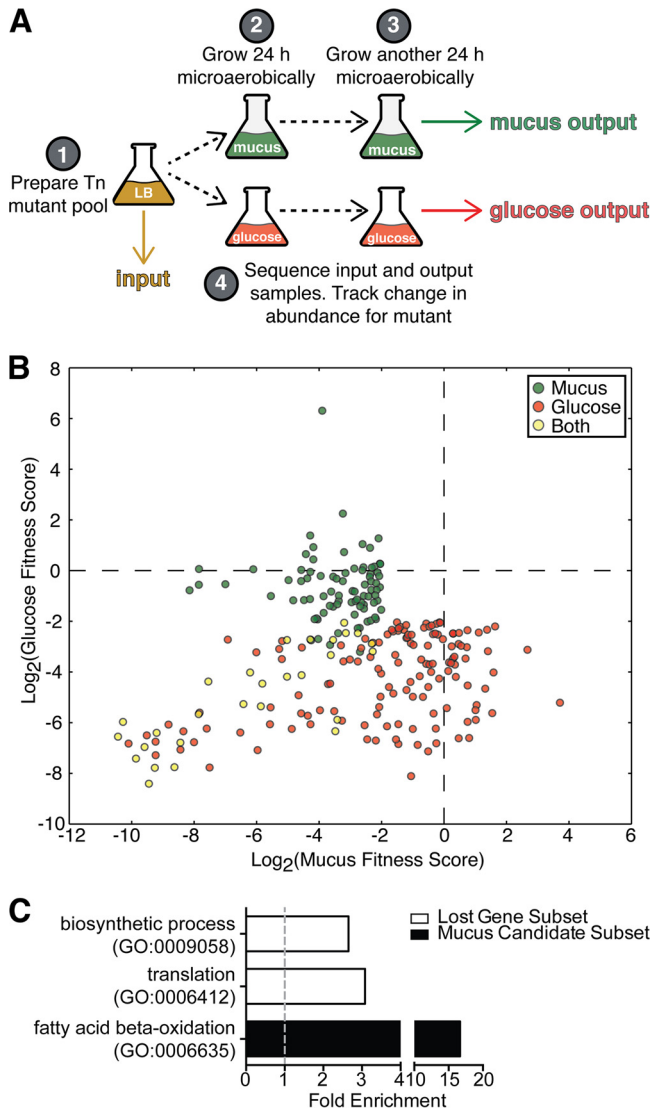 A
2
3
Grow 24 h
microaerobically
Grow another 24 h
microaerobically
1
Prepare Tn
mutant pool
LB
mucus
mucus
mucus output
glucose
glucose
glucose output
input
4
Sequence input and output
samples. Track change in
abundance for mutant
B
Mucus
Glucose
Both
Log2(Glucose Fitness Score)
8
6
4
2
0
-2
-4
-6
-8
-10
-12
-10
-8
-6
-4
-2
0
2
4
6
Log2(Mucus Fitness Score)
C
Lost Gene Subset
Mucus Candidate Subset
biosynthetic process
(GO:0009058)
translation
(GO:0006412)
fatty acid beta-oxidation
(GO:0006635)
0 1 2 3 4 10 15 20
Fold Enrichment